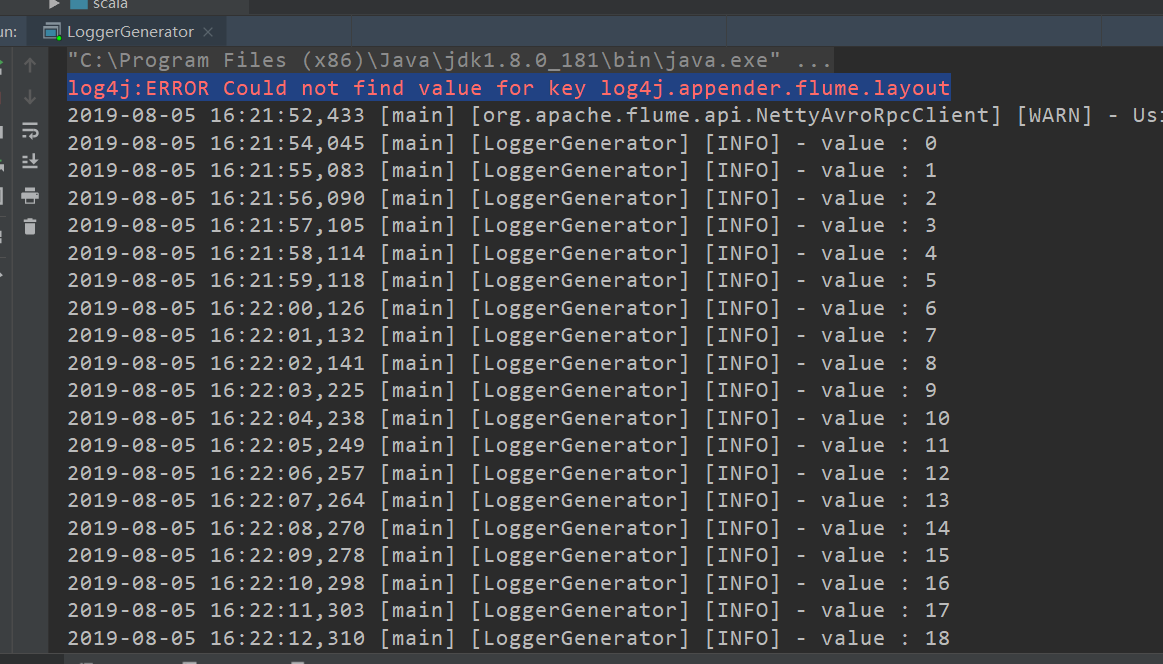 scala
un: LoggerGenerator ×
"C:\Program Files (x86)\Java\jdk1.8.0_181\bin\java.exe" ...
log4j:ERROR Could not find value for key log4j.appender.flume.layout
2019-08-05 16:21:52,433 [main] [org.apache.flume.api.NettyAvroRpcClient] [WARN] - Usi
2019-08-05 16:21:54,045 [main] [LoggerGenerator] [INFO] - value : 0
2019-08-05 16:21:55,083 [main] [LoggerGenerator] [INFO] - value : 1
2019-08-05 16:21:56,090 [main] [LoggerGenerator] [INFO] - value : 2
2019-08-05 16:21:57,105 [main] [LoggerGenerator] [INFO] - value : 3
2019-08-05 16:21:58,114 [main] [LoggerGenerator] [INFO] - value : 4
2019-08-05 16:21:59,118 [main] [LoggerGenerator] [INFO] - value : 5
2019-08-05 16:22:00,126 [main] [LoggerGenerator] [INFO] - value : 6
2019-08-05 16:22:01,132 [main] [LoggerGenerator] [INFO] - value : 7
2019-08-05 16:22:02,141 [main] [LoggerGenerator] [INFO] - value : 8
2019-08-05 16:22:03,225 [main] [LoggerGenerator] [INFO] - value : 9
2019-08-05 16:22:04,238 [main] [LoggerGenerator] [INFO] - value : 10
2019-08-05 16:22:05,249 [main] [LoggerGenerator] [INFO] - value : 11
2019-08-05 16:22:06,257 [main] [LoggerGenerator] [INFO] - value : 12
2019-08-05 16:22:07,264 [main] [LoggerGenerator] [INFO] - value : 13
2019-08-05 16:22:08,270 [main] [LoggerGenerator] [INFO] - value : 14
2019-08-05 16:22:09,278 [main] [LoggerGenerator] [INFO] - value : 15
2019-08-05 16:22:10,298 [main] [LoggerGenerator] [INFO] - value : 16
2019-08-05 16:22:11,303 [main] [LoggerGenerator] [INFO] - value : 17
2019-08-05 16:22:12,310 [main] [LoggerGenerator] [INFO] - value : 18